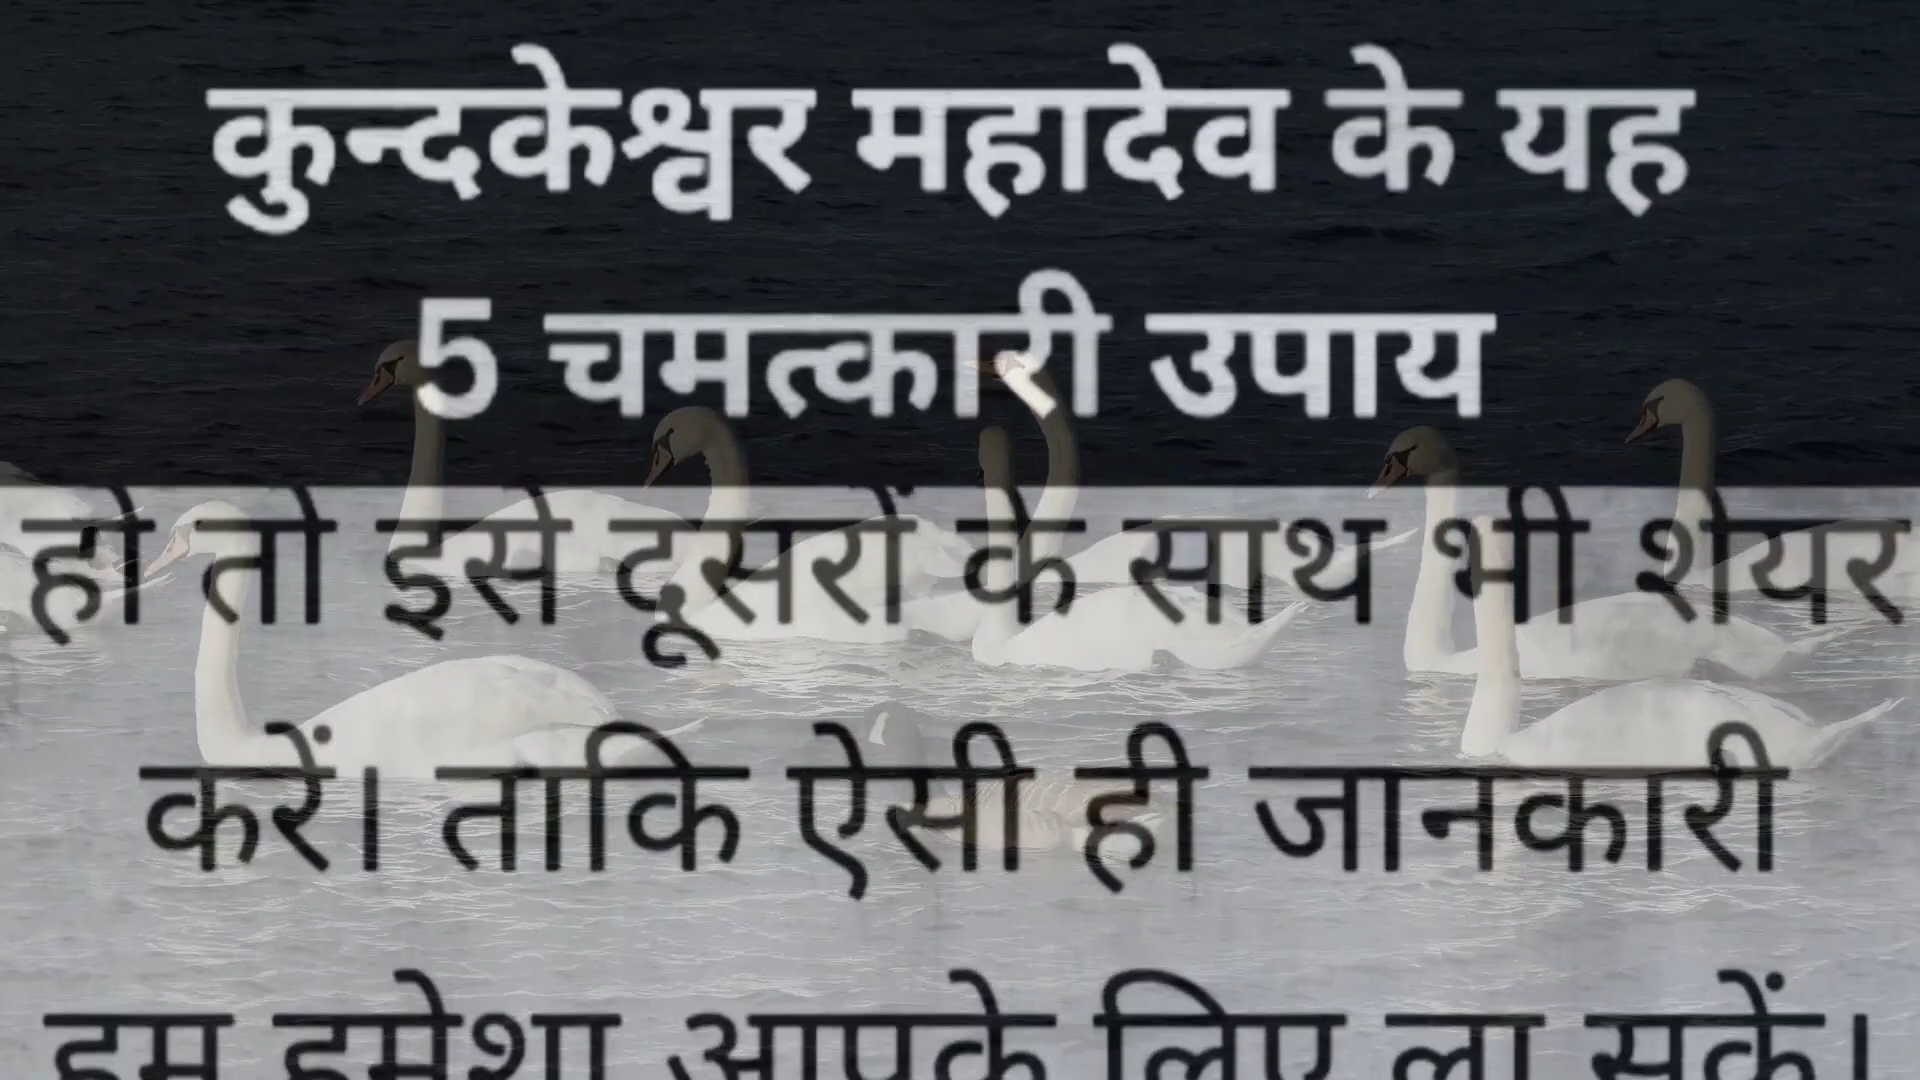 कुन्दकेश्वर महादेव के यह
5 चमत्कारी उपाय
हो तो इसे दूसरों के साथ भी शेयर
करें। ताकि ऐसी ही जानकारी
हम हमेशा आपके लिए ला सकें।